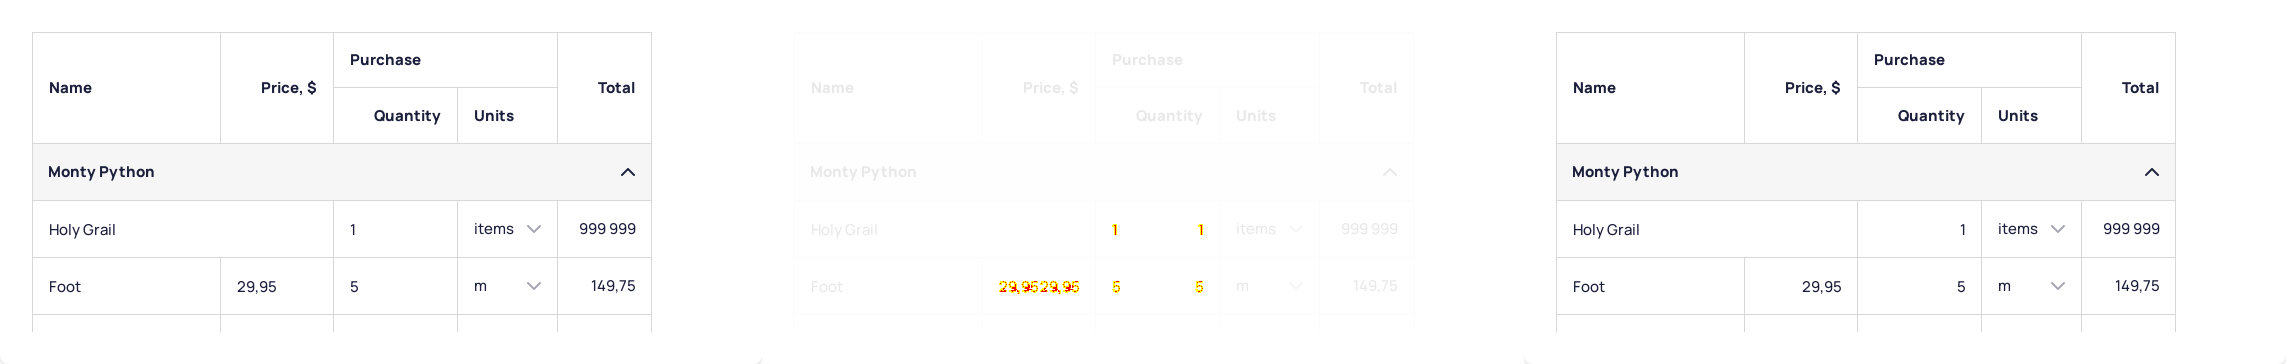 Purchase
Name Price, $ Total
Quantity Units
Monty Python
Holy Grail 1 items 999 999
Foot 29,95 5 m 149,75
Purchase
Name Price, $ Total
Quantity Units
Monty Python
Holy Grail 1 1 items 999 999
Foot 29,95 29,95 5 5 m 149,75
Purchase
Name Price, $ Total
Quantity Units
Monty Python
Holy Grail 1 items 999 999
Foot 29,95 5 m 149,75